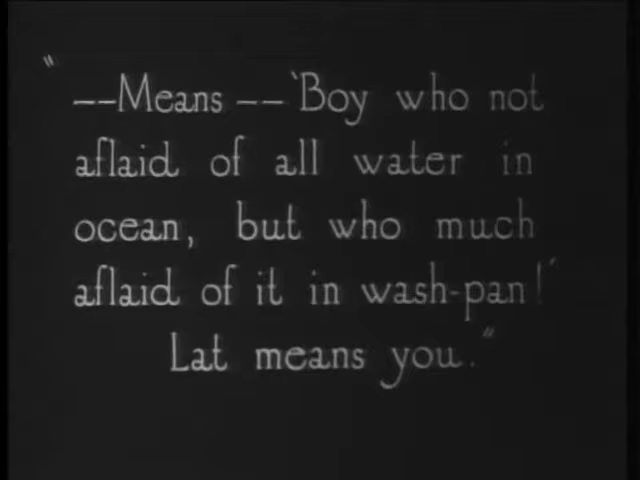 "
--Means--'Boy who not
aflaid of all water in
ocean, but who much
aflaid of it in wash-pan!'
Lat means you."